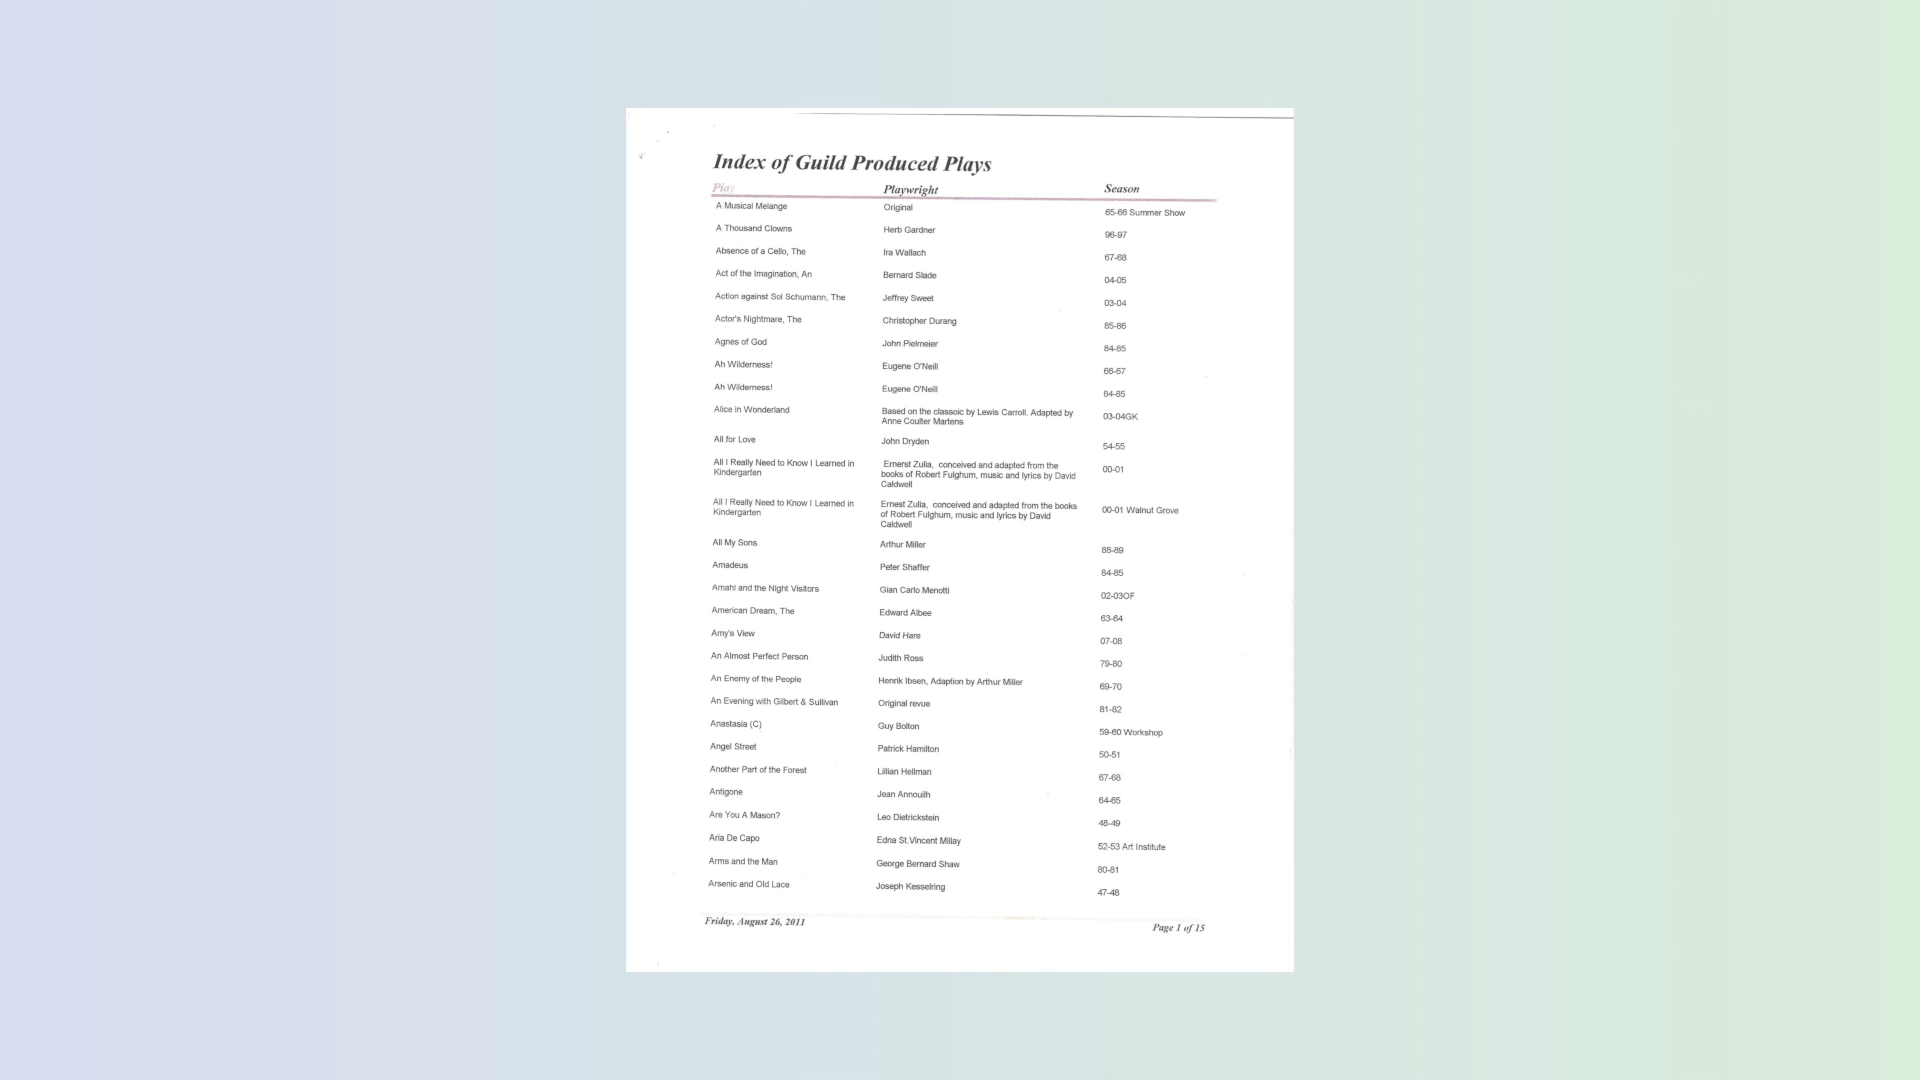 Index of Guild Produced Plays
Play Playwright Season
A Musical Melange Original 65-66 Summer Show
A Thousand Clowns Herb Gardner 96-97
Absence of a Cello, The Ira Wallach 67-68
Act of the Imagination, An Bernard Slade 04-05
Action against Sol Schumann, The Jeffrey Sweet 03-04
Actor's Nightmare, The Christopher Durang 85-86
Agnes of God John Pielmeier 84-85
Ah Wilderness! Eugene O'Neill 66-67
Ah Wilderness! Eugene O'Neill 84-85
Alice in Wonderland Based on the classoic by Lewis Carroll. Adapted by 03-04GK
Anne Coulter Martens
All for Love John Dryden 54-55
All I Really Need to Know I Learned in Ernerst Zulia, conceived and adapted from the 00-01
Kindergarten books of Robert Fulghum, music and lyrics by David
Caldwell
All I Really Need to Know I Learned in Ernest Zulia, conceived and adapted from the books 00-01 Walnut Grove
Kindergarten of Robert Fulghum, music and lyrics by David
Caldwell
All My Sons Arthur Miller 88-89
Amadeus Peter Shaffer 84-85
Amahl and the Night Visitors Gian Carlo Menotti 02-03OF
American Dream, The Edward Albee 63-64
Amy's View David Hare 07-08
An Almost Perfect Person Judith Ross 79-80
An Enemy of the People Henrik Ibsen, Adaption by Arthur Miller 69-70
An Evening with Gilbert & Sullivan Original revue 81-82
Anastasia (C) Guy Bolton 59-60 Workshop
Angel Street Patrick Hamilton 50-51
Another Part of the Forest Lillian Hellman 67-68
Antigone Jean Annouilh 64-65
Are You A Mason? Leo Dietrickstein 48-49
Aria De Capo Edna St.Vincent Millay 52-53 Art Institute
Arms and the Man George Bernard Shaw 80-81
Arsenic and Old Lace Joseph Kesselring 47-48
Friday, August 26, 2011 Page 1 of 15